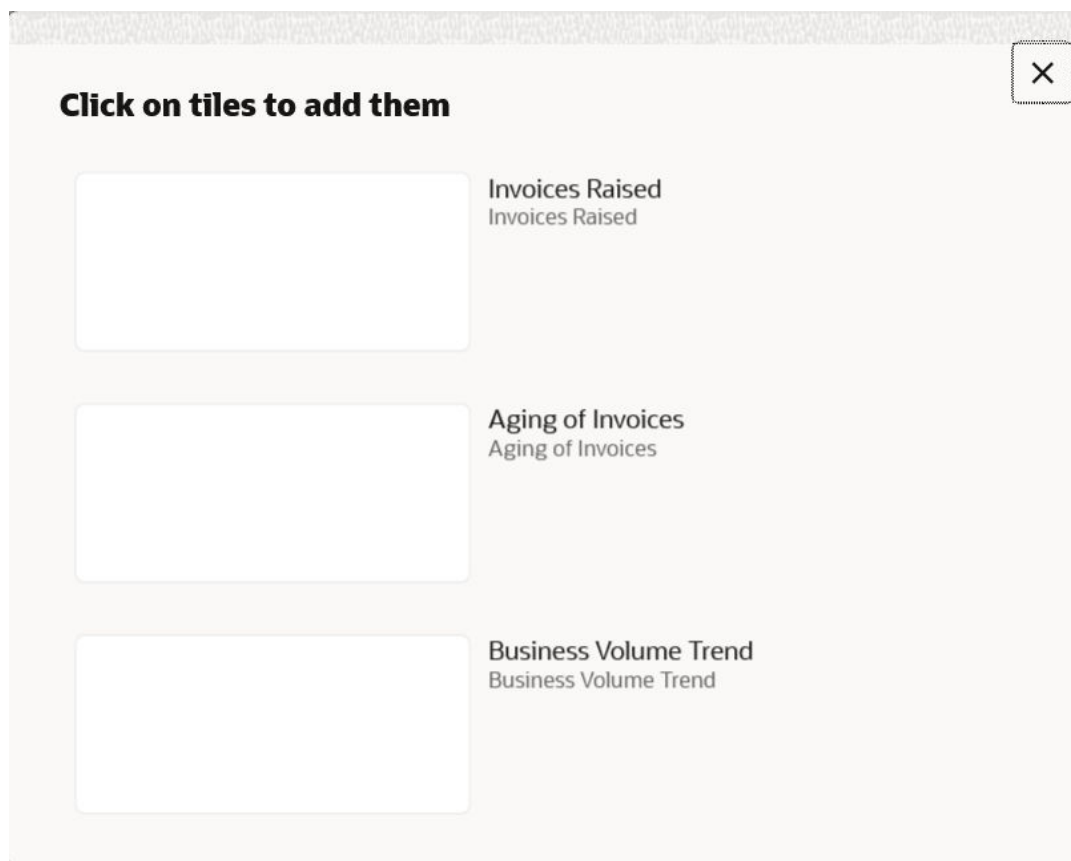 Click on tiles to add them
Invoices Raised
Invoices Raised
Aging of Invoices
Aging of Invoices
Business Volume Trend
Business Volume Trend